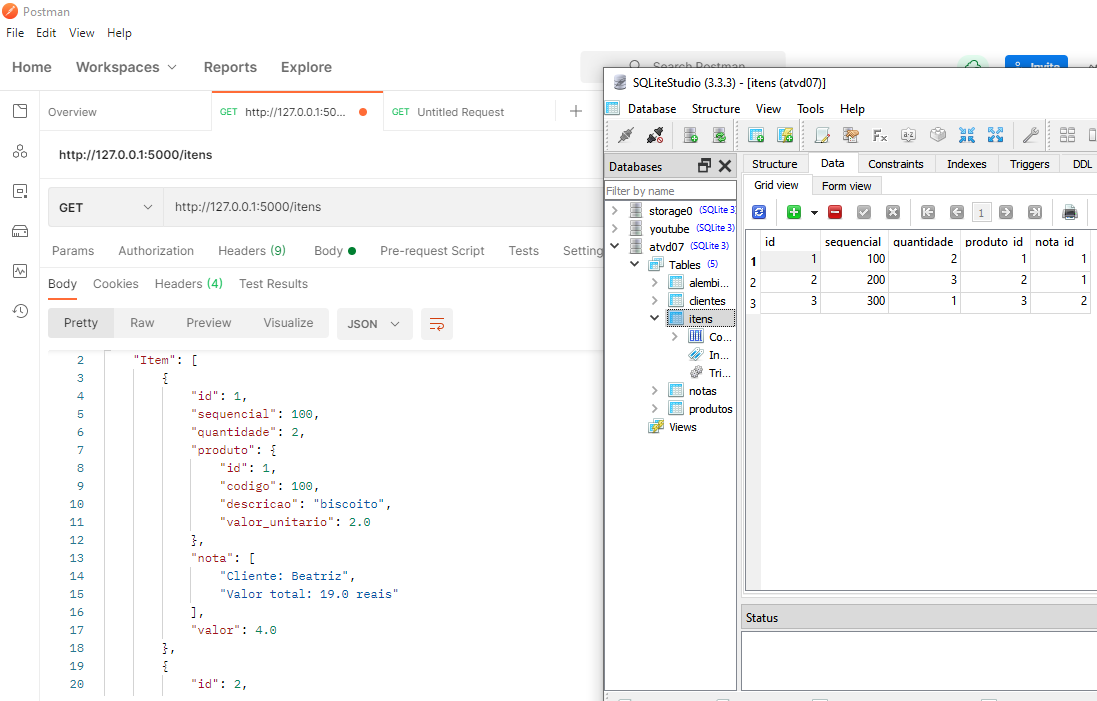 Postman
File Edit View Help
Home Workspaces Reports Explore
Search Postman
Invite
Overview
GET http://127.0.0.1:50...
GET Untitled Request
http://127.0.0.1:5000/itens
GET http://127.0.0.1:5000/itens
Params Authorization Headers (9) Body Pre-request Script Tests Setting
Body Cookies Headers (4) Test Results
Pretty Raw Preview Visualize JSON
2 "Item": [
3 {
4 "id": 1,
5 "sequencial": 100,
6 "quantidade": 2,
7 "produto": {
8 "id": 1,
9 "codigo": 100,
10 "descricao": "biscoito",
11 "valor_unitario": 2.0
12 },
13 "nota": [
14 "Cliente: Beatriz",
15 "Valor total: 19.0 reais"
16 ],
17 "valor": 4.0
18 },
19 {
20 "id": 2,
SQLiteStudio (3.3.3) - [itens (atvd07)]
Database Structure View Tools Help
Databases
Filter by name
storage0 (SQLite 3)
youtube (SQLite 3)
atvd07 (SQLite 3)
Tables (5)
alembi...
clientes
itens
Co...
In...
Tri...
notas
produtos
Views
Structure Data Constraints Indexes Triggers DDL
Grid view Form view
1
id sequencial quantidade produto_id nota_id
1 1 100 2 1 1
2 2 200 3 2 1
3 3 300 1 3 2
Status